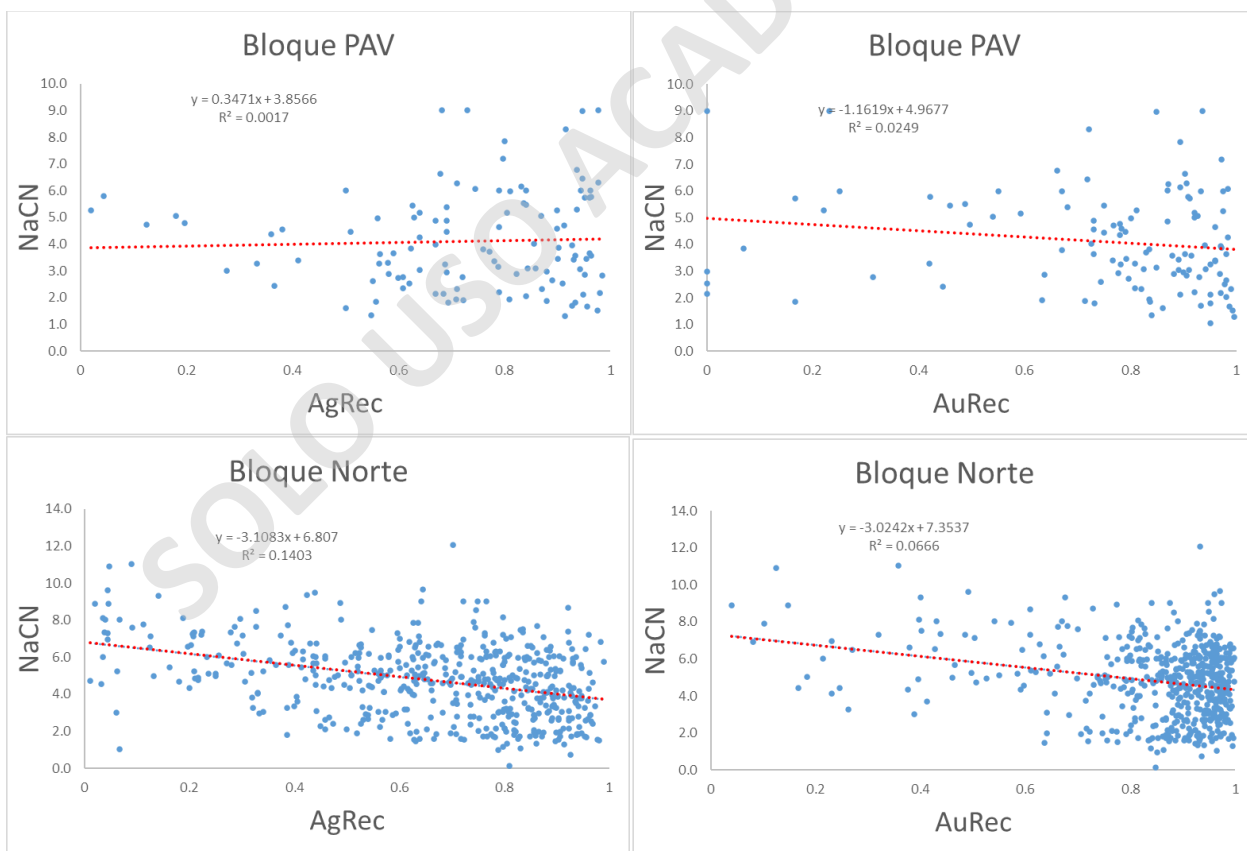 Bloque PAV
y = 0.3471x + 3.8566
R² = 0.0017
NaCN
10.0
9.0
8.0
7.0
6.0
5.0
4.0
3.0
2.0
1.0
0.0
0 0.2 0.4 0.6 0.8 1
AgRec
Bloque PAV
y = -1.1619x + 4.9677
R² = 0.0249
NaCN
10.0
9.0
8.0
7.0
6.0
5.0
4.0
3.0
2.0
1.0
0.0
0 0.2 0.4 0.6 0.8 1
AuRec
Bloque Norte
y = -3.1083x + 6.807
R² = 0.1403
NaCN
14.0
12.0
10.0
8.0
6.0
4.0
2.0
0.0
0 0.2 0.4 0.6 0.8 1
AgRec
Bloque Norte
y = -3.0242x + 7.3537
R² = 0.0666
NaCN
14.0
12.0
10.0
8.0
6.0
4.0
2.0
0.0
0 0.2 0.4 0.6 0.8 1
AuRec
SOLO USO ACAD